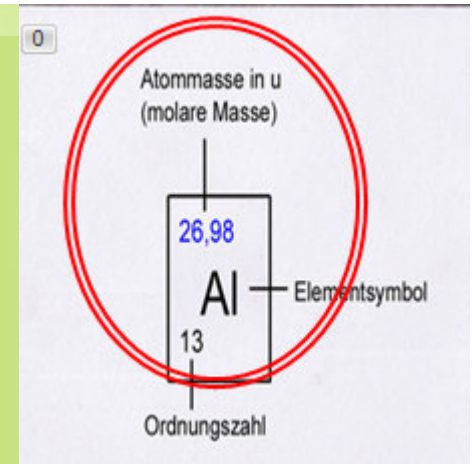 0
Atommasse in u
(molare Masse)
26,98
Al
Elementsymbol
13
Ordnungszahl